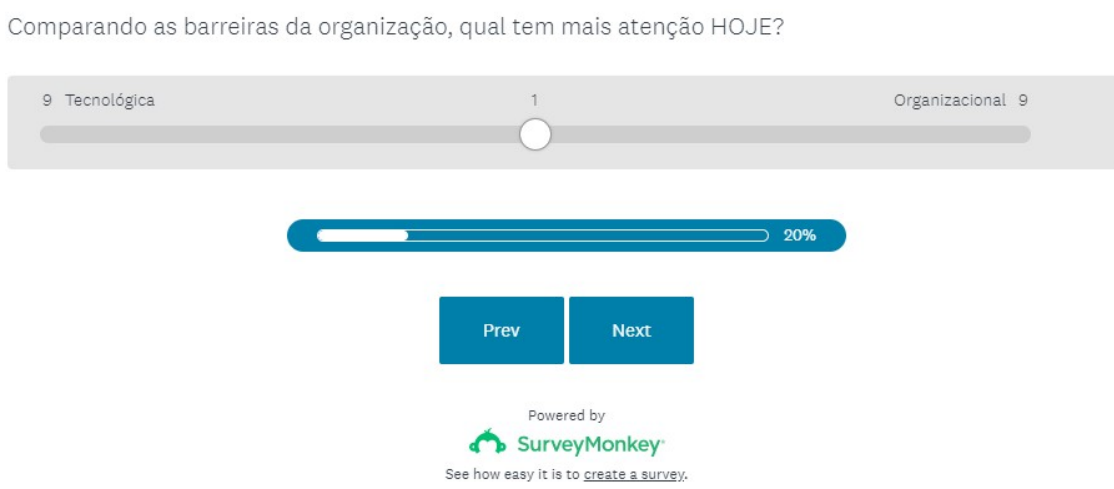 Comparando as barreiras da organização, qual tem mais atenção HOJE?
9 Tecnológica 1 Organizacional 9
20%
Prev Next
Powered by
SurveyMonkey
See how easy it is to create a survey.